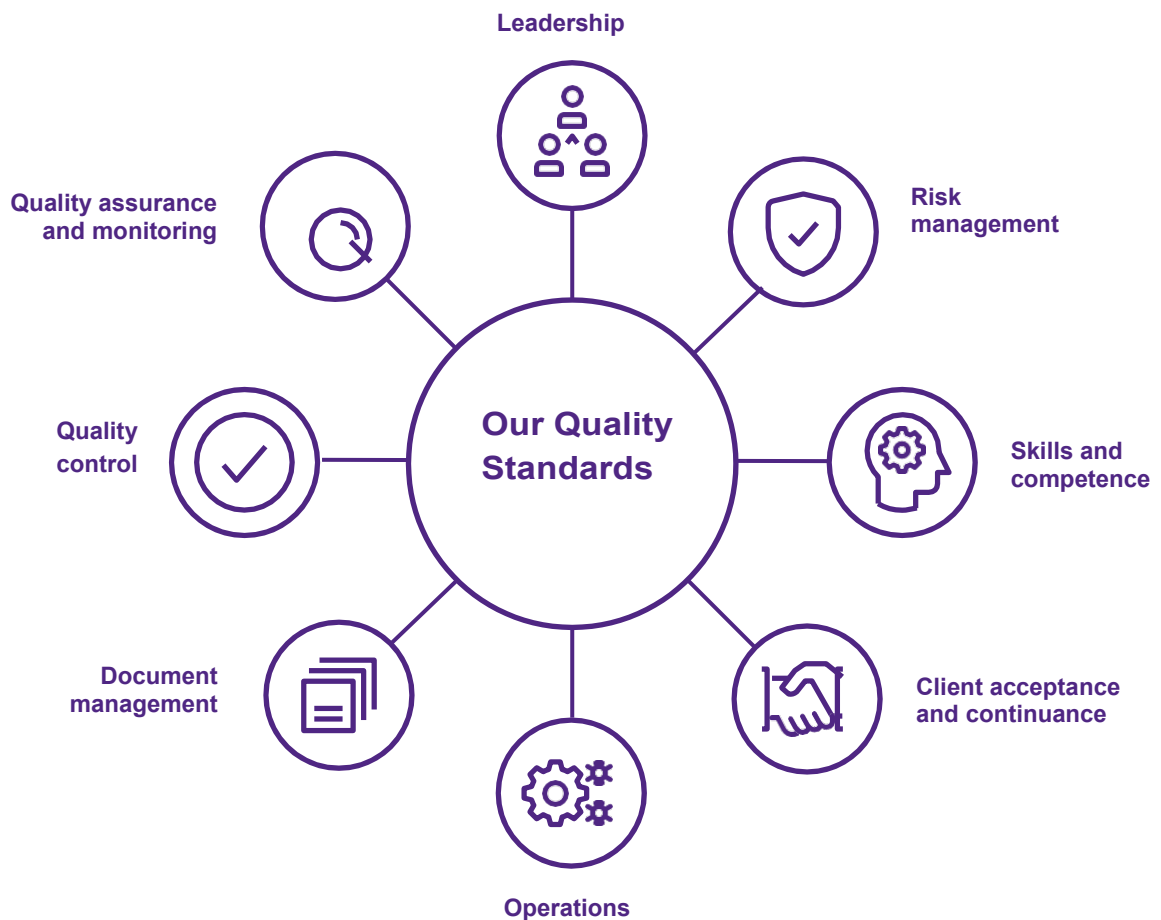 Leadership
Quality assurance
and monitoring
Risk
management
Our Quality
Standards
Quality
control
Skills and
competence
Document
management
Client acceptance
and continuance
Operations